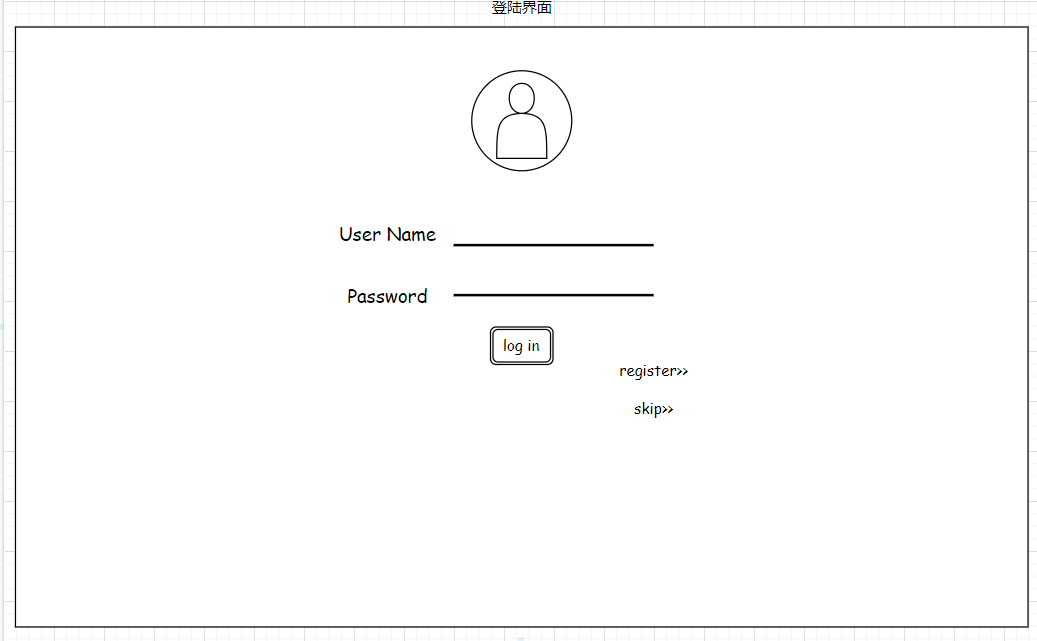 登陆界面
User Name
Password
log in
register>>
skip>>